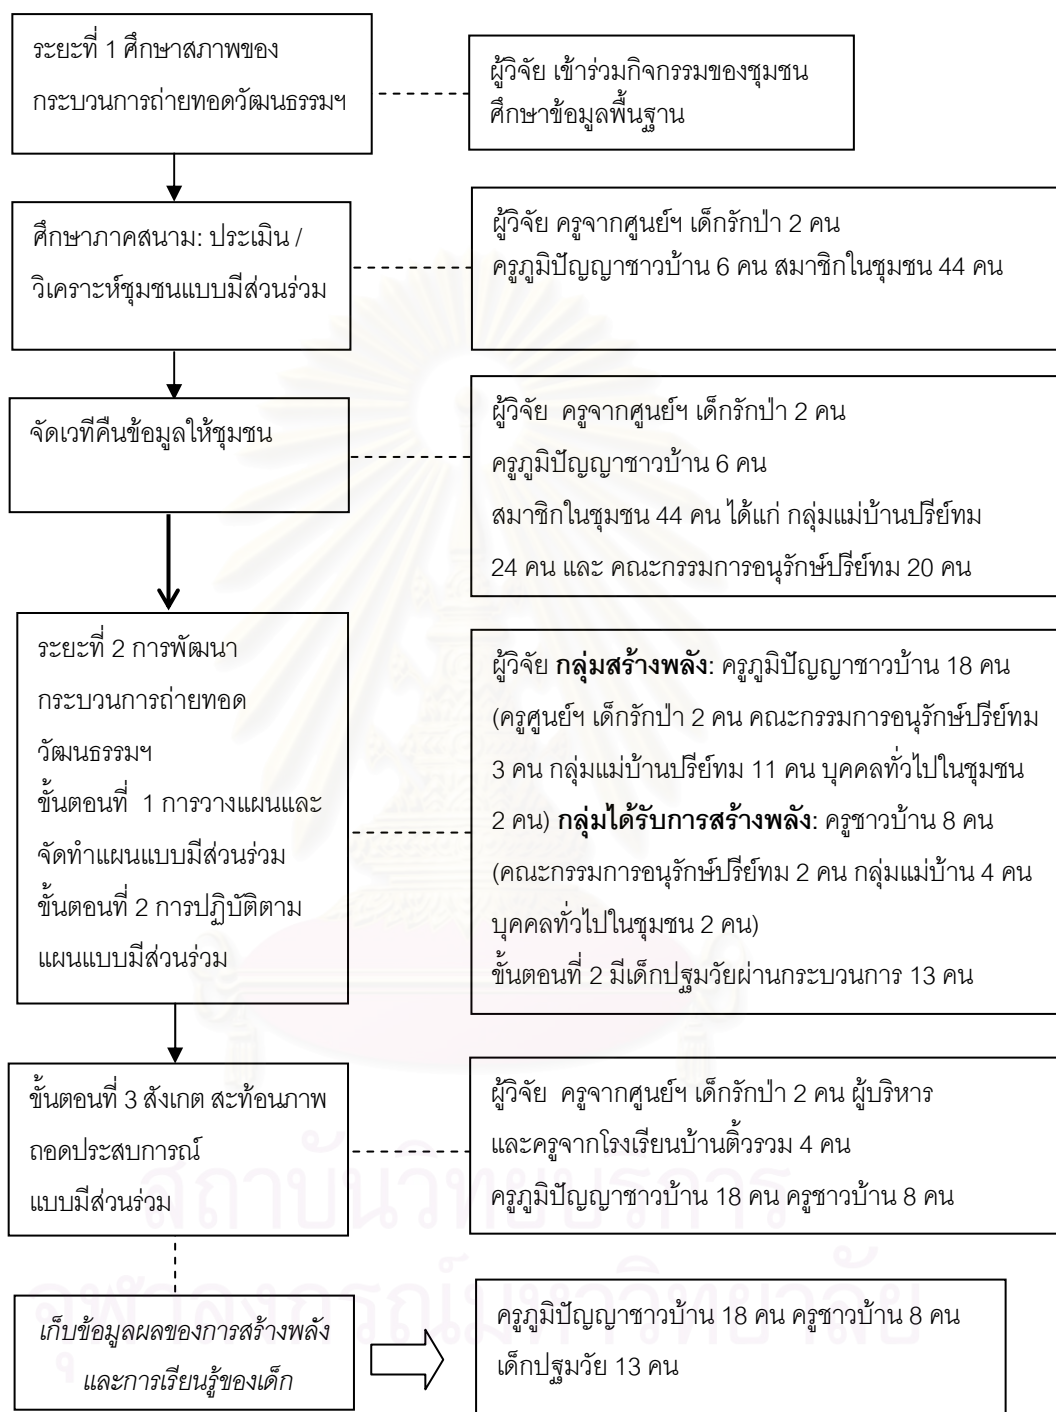 ระยะที่ 1 ศึกษาสภาพของ
กระบวนการถ่ายทอดวัฒนธรรมฯ
ผู้วิจัย เข้าร่วมกิจกรรมของชุมชน
ศึกษาข้อมูลพื้นฐาน
ศึกษาภาคสนาม: ประเมิน /
วิเคราะห์ชุมชนแบบมีส่วนร่วม
ผู้วิจัย ครูจากศูนย์ฯ เด็กรักป่า 2 คน
ครูภูมิปัญญาชาวบ้าน 6 คน สมาชิกในชุมชน 44 คน
จัดเวทีคืนข้อมูลให้ชุมชน
ผู้วิจัย ครูจากศูนย์ฯ เด็กรักป่า 2 คน
ครูภูมิปัญญาชาวบ้าน 6 คน
สมาชิกในชุมชน 44 คน ได้แก่ กลุ่มแม่บ้านปรีย์ทม
24 คน และ คณะกรรมการอนุรักษ์ปรีย์ทม 20 คน
ระยะที่ 2 การพัฒนา
กระบวนการถ่ายทอด
วัฒนธรรมฯ
ขั้นตอนที่ 1 การวางแผนและ
จัดทำแผนแบบมีส่วนร่วม
ขั้นตอนที่ 2 การปฏิบัติตาม
แผนแบบมีส่วนร่วม
ผู้วิจัย กลุ่มสร้างพลัง: ครูภูมิปัญญาชาวบ้าน 18 คน
(ครูศูนย์ฯ เด็กรักป่า 2 คน คณะกรรมการอนุรักษ์ปรีย์ทม
3 คน กลุ่มแม่บ้านปรีย์ทม 11 คน บุคคลทั่วไปในชุมชน
2 คน) กลุ่มได้รับการสร้างพลัง: ครูชาวบ้าน 8 คน
(คณะกรรมการอนุรักษ์ปรีย์ทม 2 คน กลุ่มแม่บ้าน 4 คน
บุคคลทั่วไปในชุมชน 2 คน)
ขั้นตอนที่ 2 มีเด็กปฐมวัยผ่านกระบวนการ 13 คน
ขั้นตอนที่ 3 สังเกต สะท้อนภาพ
ถอดประสบการณ์
แบบมีส่วนร่วม
ผู้วิจัย ครูจากศูนย์ฯ เด็กรักป่า 2 คน ผู้บริหาร
และครูจากโรงเรียนบ้านติ้วรวม 4 คน
ครูภูมิปัญญาชาวบ้าน 18 คน ครูชาวบ้าน 8 คน
เก็บข้อมูลผลของการสร้างพลัง
และการเรียนรู้ของเด็ก
ครูภูมิปัญญาชาวบ้าน 18 คน ครูชาวบ้าน 8 คน
เด็กปฐมวัย 13 คน
สถาบันวิทยบริการ
จุฬาลงกรณ์มหาวิทยาลัย